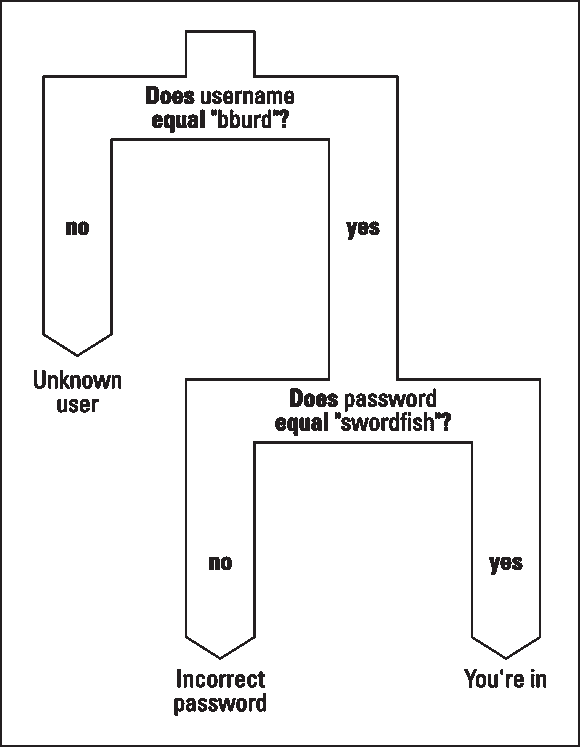 Does username
equal "bburd"?
no
yes
Unknown
user
Does password
equal "swordfish"?
no
yes
Incorrect
password
You're in